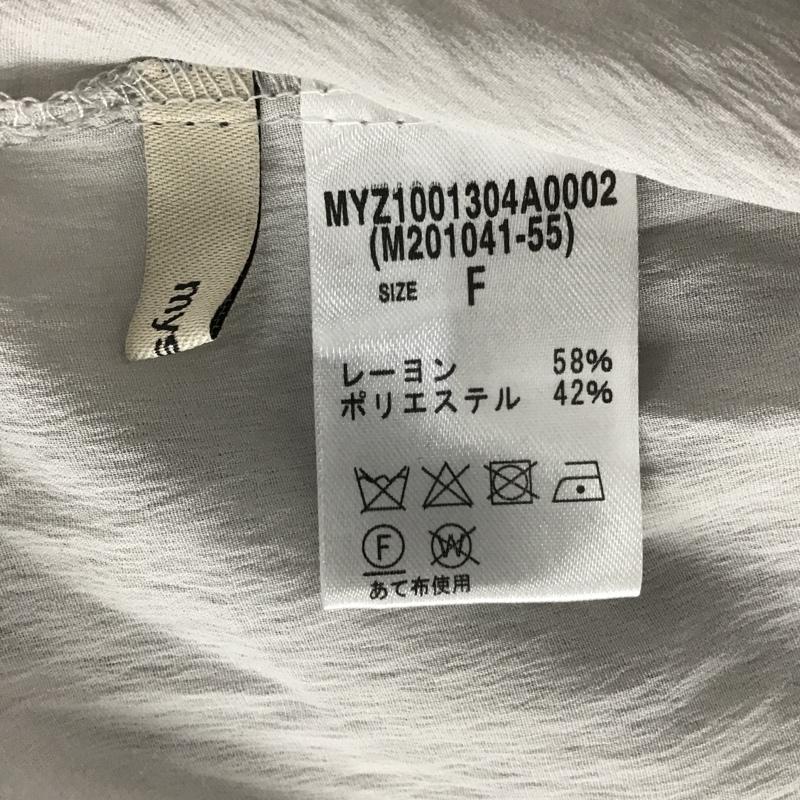 MYZ1001304A0002
(M201041-55)
SIZE F
レーヨン 58%
ポリエステル 42%
F W
あて布使用